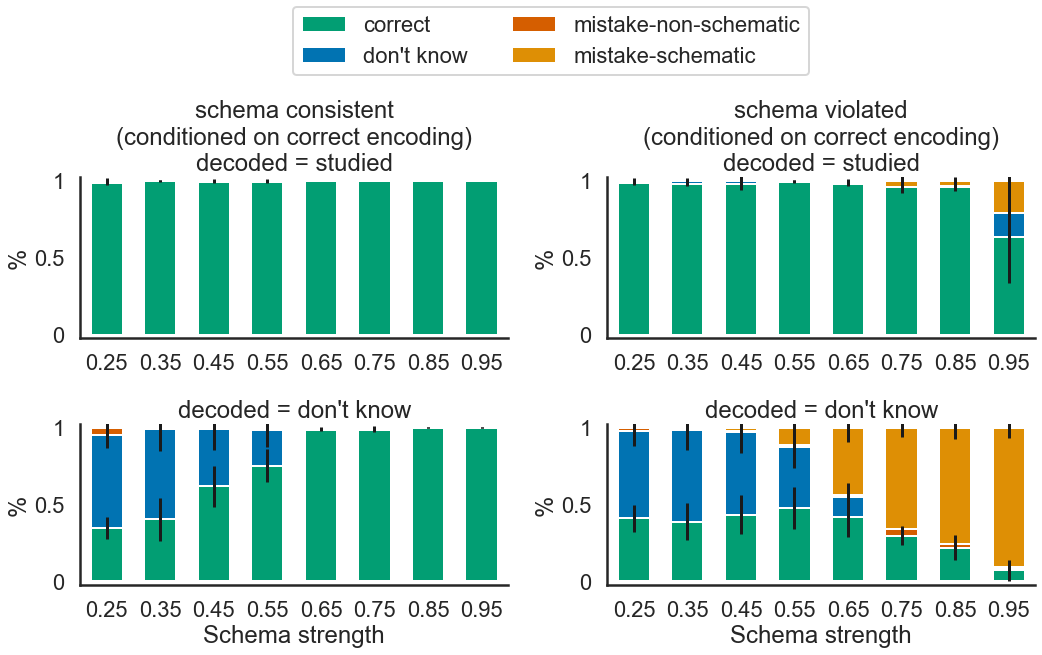 correct
mistake-non-schematic
don't know
mistake-schematic
schema consistent
(conditioned on correct encoding)
decoded = studied
1
0.5
0
%
0.25 0.35 0.45 0.55 0.65 0.75 0.85 0.95
schema violated
(conditioned on correct encoding)
decoded = studied
1
0.5
0
%
0.25 0.35 0.45 0.55 0.65 0.75 0.85 0.95
decoded = don't know
1
0.5
0
%
0.25 0.35 0.45 0.55 0.65 0.75 0.85 0.95
Schema strength
decoded = don't know
1
0.5
0
%
0.25 0.35 0.45 0.55 0.65 0.75 0.85 0.95
Schema strength